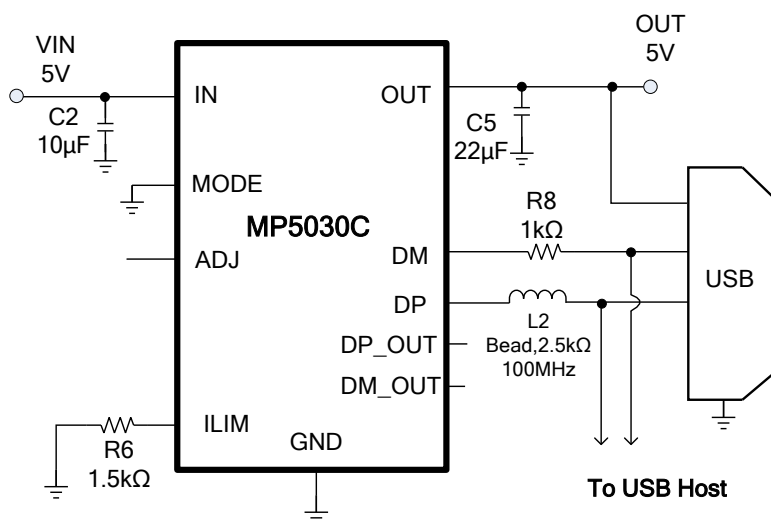 VIN
5V
C2
10μF
IN
MODE
ADJ
ILIM
R6
1.5kΩ
MP5030C
GND
OUT
DM
DP
DP_OUT
DM_OUT
OUT
5V
C5
22μF
R8
1kΩ
L2
Bead,2.5kΩ
100MHz
USB
To USB Host